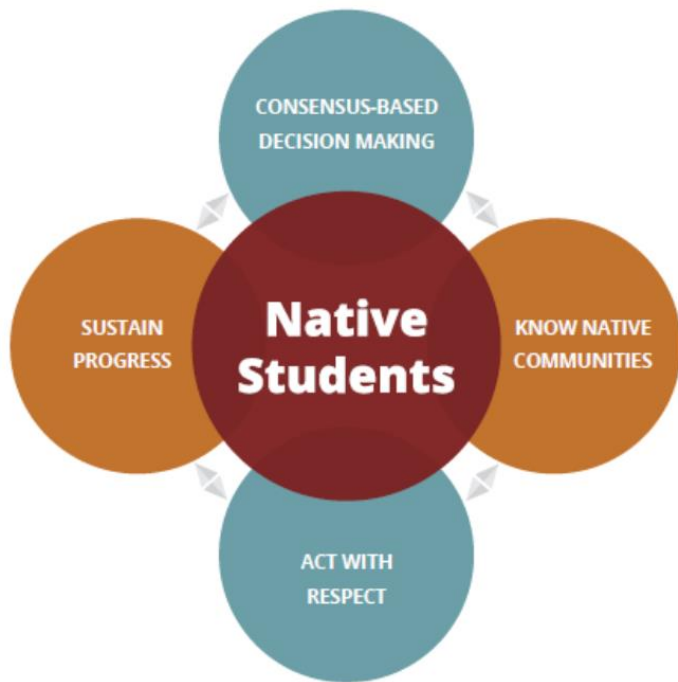 CONSENSUS-BASED
DECISION MAKING
SUSTAIN
PROGRESS
Native
Students
KNOW NATIVE
COMMUNITIES
ACT WITH
RESPECT